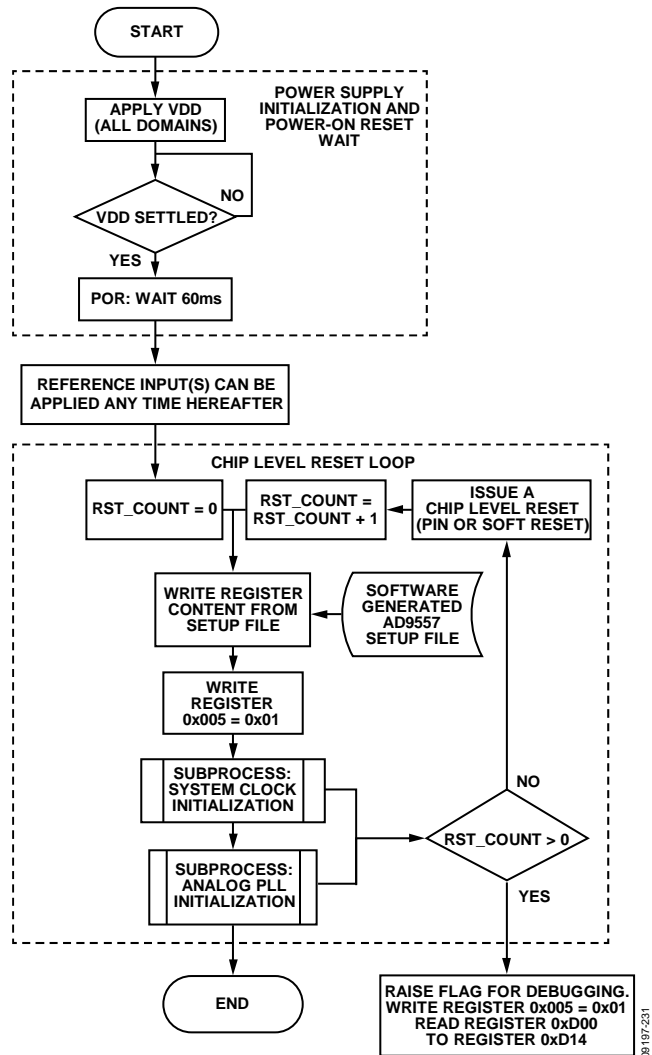 START
POWER SUPPLY
INITIALIZATION AND
POWER-ON RESET
WAIT
APPLY VDD
(ALL DOMAINS)
NO
VDD SETTLED?
YES
POR: WAIT 60ms
REFERENCE INPUT(S) CAN BE
APPLIED ANY TIME HEREAFTER
CHIP LEVEL RESET LOOP
RST_COUNT = 0
RST_COUNT =
RST_COUNT + 1
ISSUE A
CHIP LEVEL RESET
(PIN OR SOFT RESET)
WRITE REGISTER
CONTENT FROM
SETUP FILE
SOFTWARE
GENERATED
AD9557
SETUP FILE
WRITE
REGISTER
0x005 = 0x01
SUBPROCESS:
SYSTEM CLOCK
INITIALIZATION
NO
RST_COUNT > 0
SUBPROCESS:
ANALOG PLL
INITIALIZATION
YES
END
RAISE FLAG FOR DEBUGGING.
WRITE REGISTER 0x005 = 0x01
READ REGISTER 0xD00
TO REGISTER 0xD14
09197-231